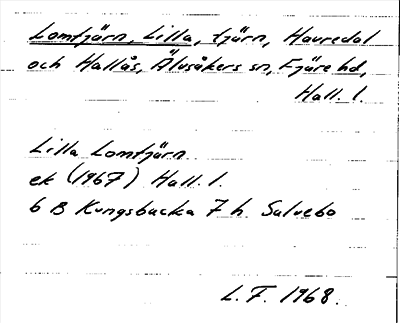 Lomtjärn, Lilla, tjärn, Havredal
och Hallås, Älvsåkers sn, Fjäre hd,
Hall. l.
Lilla Lomtjärn
ek (1967) Hall. l.
6 B Kungsbacka 7 h. Salvebo
L. F. 1968.